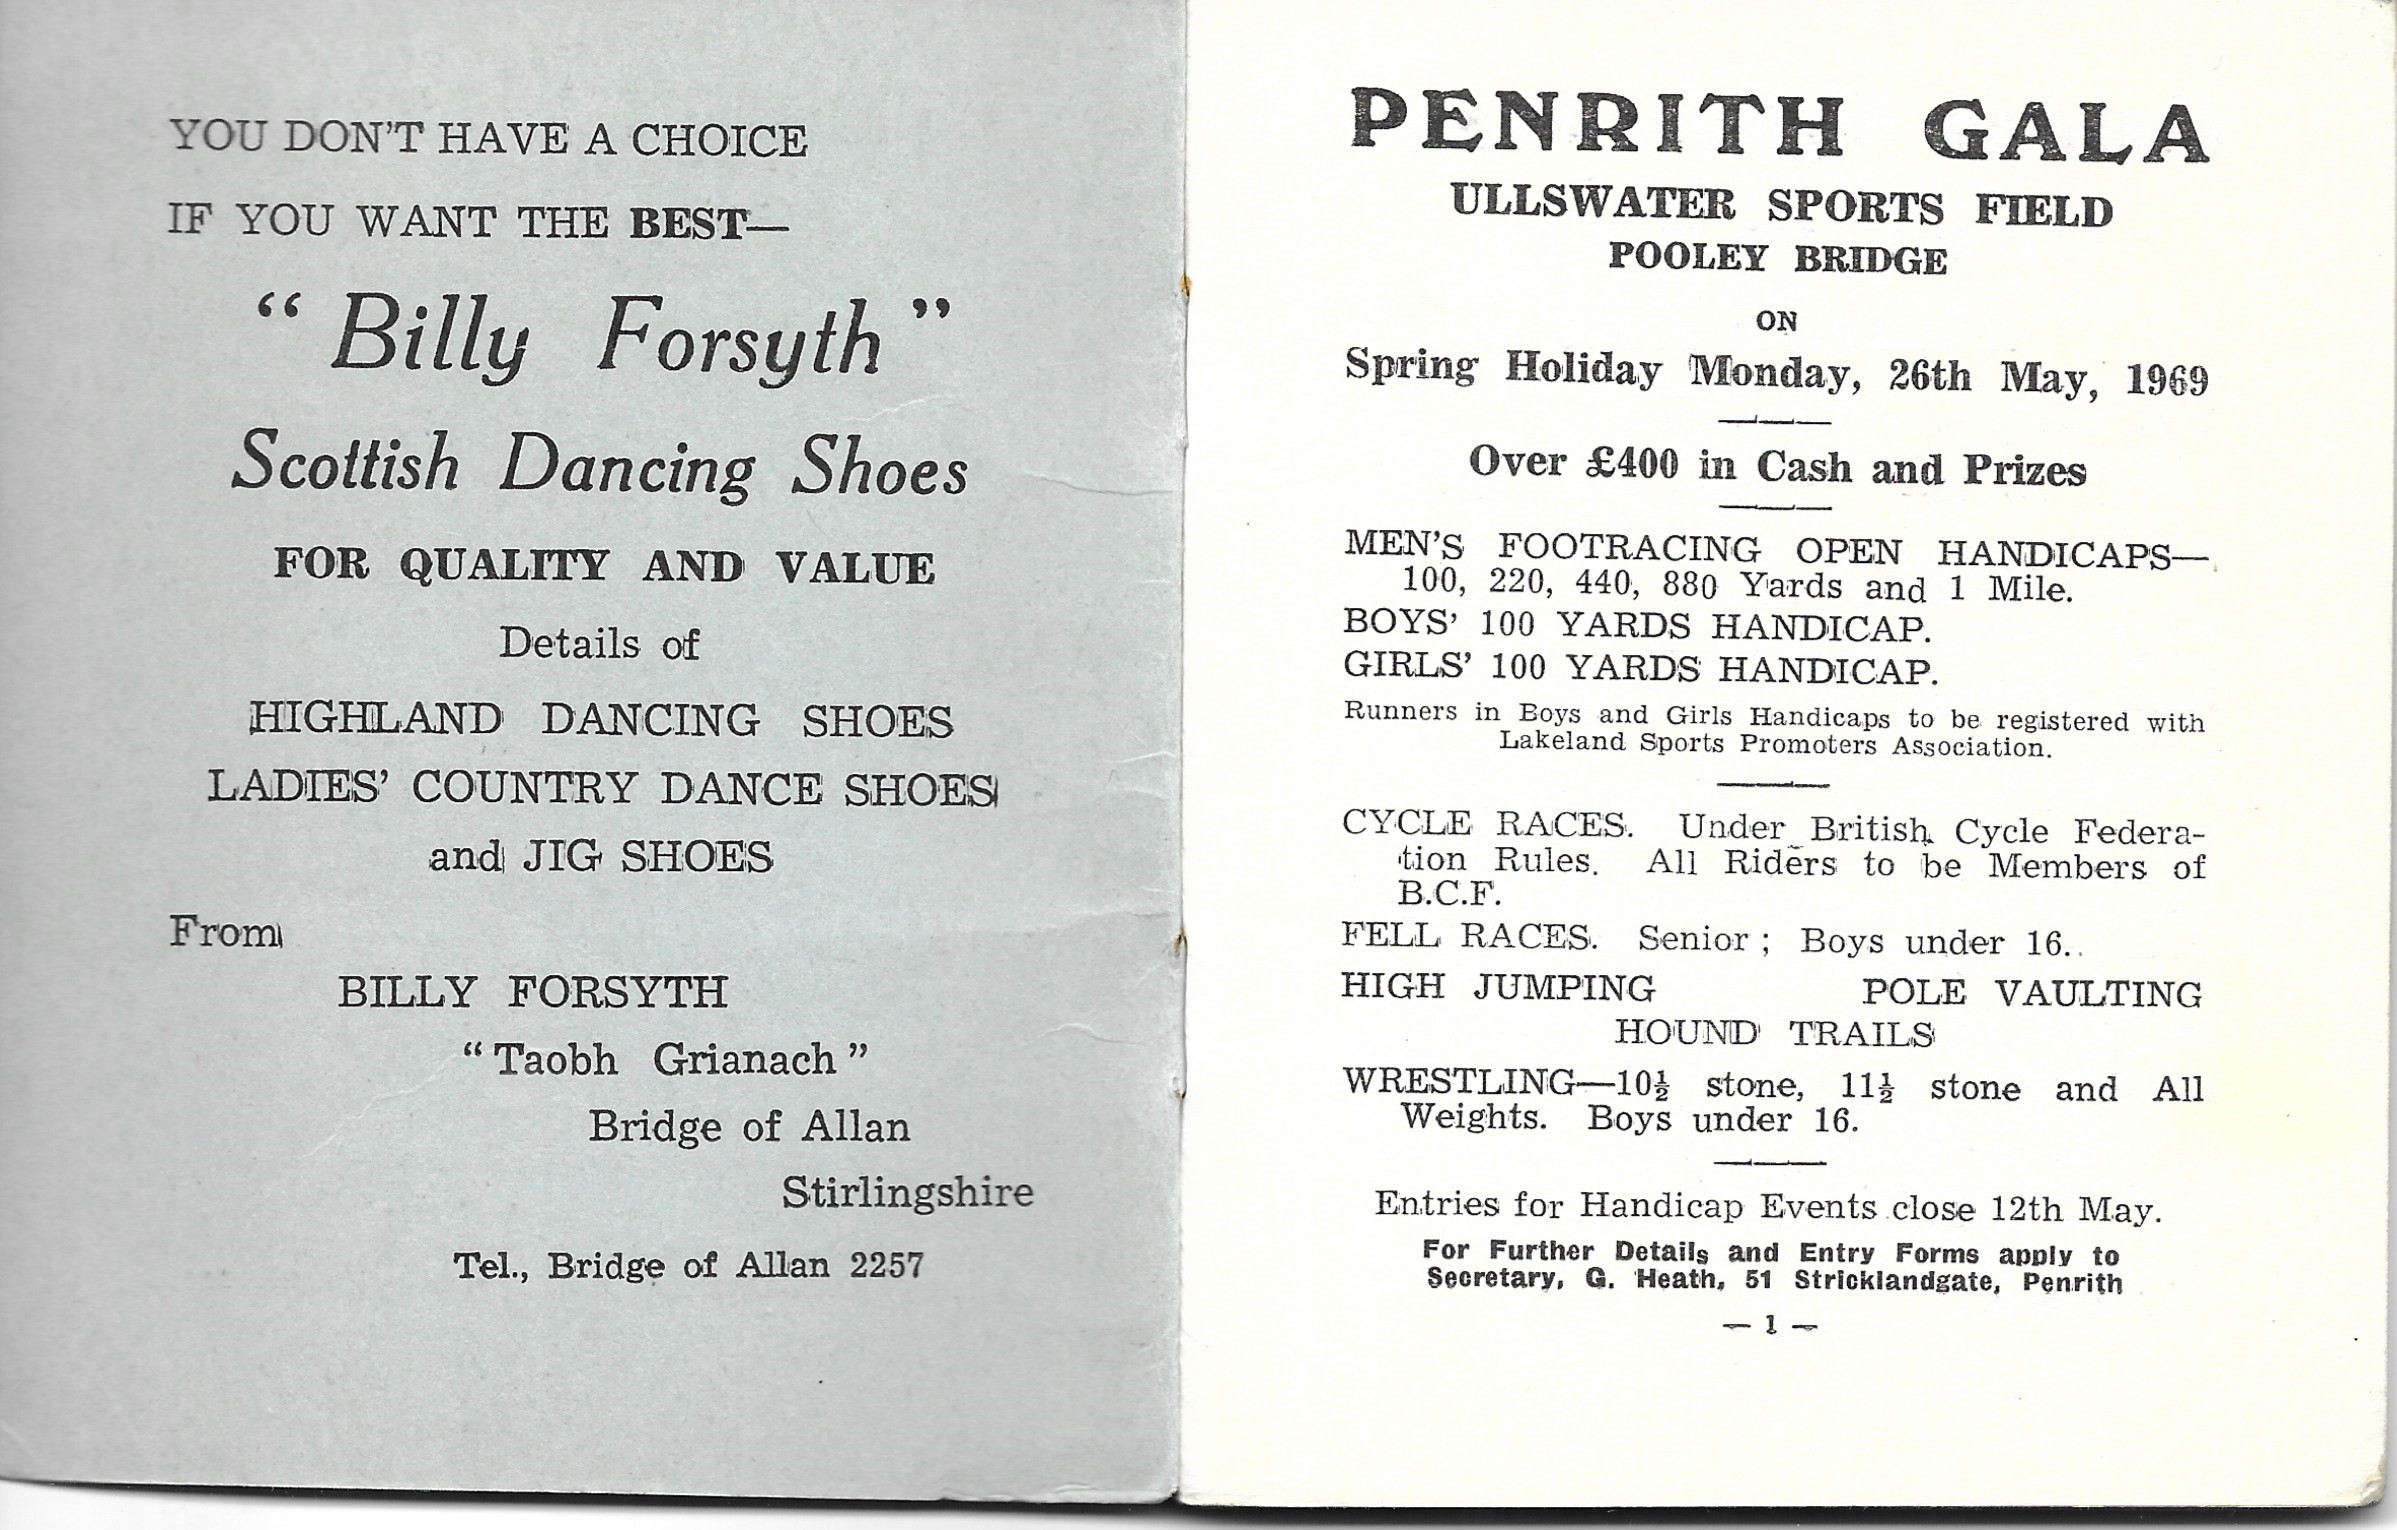 YOU DON'T HAVE A CHOICE
IF YOU WANT THE BEST—
"Billy Forsyth"
Scottish Dancing Shoes
FOR QUALITY AND VALUE
Details of
HIGHLAND DANCING SHOES
LADIES' COUNTRY DANCE SHOES
and JIG SHOES
From
BILLY FORSYTH
"Taobh Grianach"
Bridge of Allan
Stirlingshire
Tel., Bridge of Allan 2257
PENRITH GALA
ULLSWATER SPORTS FIELD
POOLEY BRIDGE
ON
Spring Holiday Monday, 26th May, 1969
Over £400 in Cash and Prizes
MEN'S FOOTRACING OPEN HANDICAPS—
100, 220, 440, 880 Yards and 1 Mile.
BOYS' 100 YARDS HANDICAP.
GIRLS' 100 YARDS HANDICAP.
Runners in Boys and Girls Handicaps to be registered with
Lakeland Sports Promoters Association.
CYCLE RACES. Under British Cycle Federa-
tion Rules. All Riders to be Members of
B.C.F.
FELL RACES. Senior; Boys under 16.
HIGH JUMPING POLE VAULTING
HOUND TRAILS
WRESTLING—10½ stone, 11½ stone and All
Weights. Boys under 16.
Entries for Handicap Events close 12th May.
For Further Details and Entry Forms apply to
Secretary, G. Heath, 51 Stricklandgate, Penrith
— 1 —